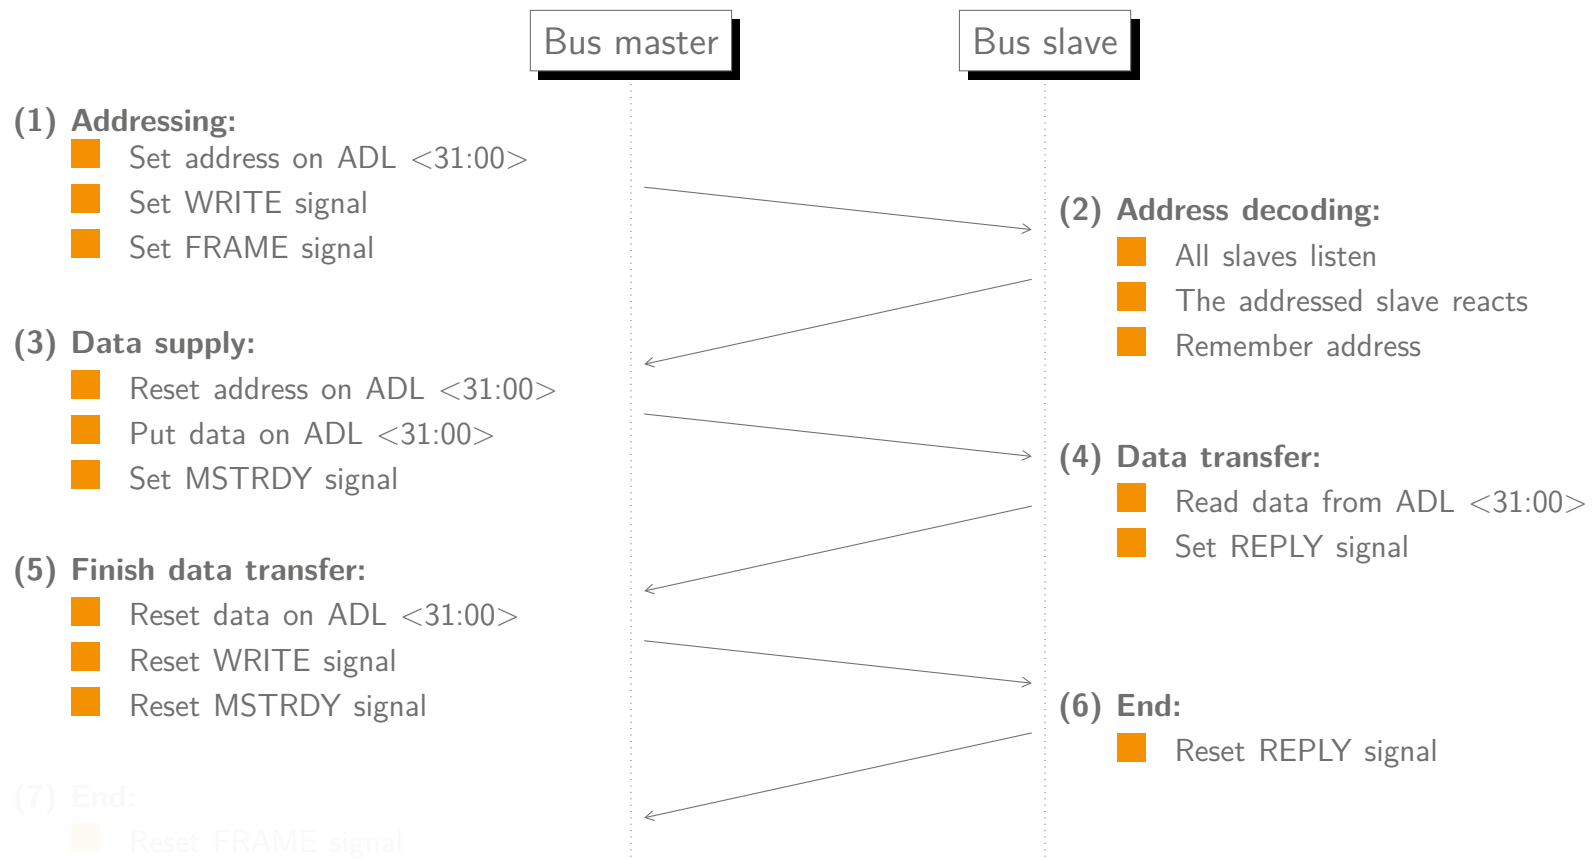 Bus master
Bus slave
(1) Addressing:
Set address on ADL <31:00>
Set WRITE signal
Set FRAME signal
(2) Address decoding:
All slaves listen
The addressed slave reacts
Remember address
(3) Data supply:
Reset address on ADL <31:00>
Put data on ADL <31:00>
Set MSTRDY signal
(4) Data transfer:
Read data from ADL <31:00>
Set REPLY signal
(5) Finish data transfer:
Reset data on ADL <31:00>
Reset WRITE signal
Reset MSTRDY signal
(6) End:
Reset REPLY signal
(7) End:
Reset FRAME signal